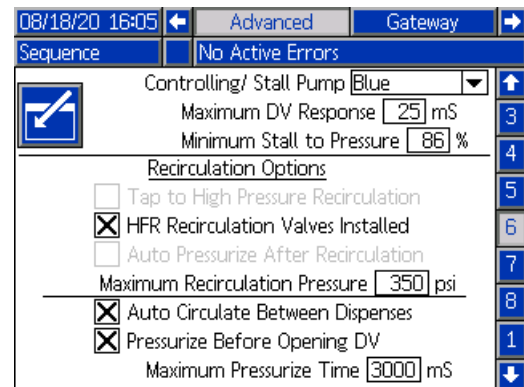 08/18/20 16:05 Advanced Gateway
Sequence No Active Errors
Controlling/ Stall Pump Blue
Maximum DV Response 25 mS
3
Minimum Stall to Pressure 86 %
4
Recirculation Options
Tap to High Pressure Recirculation
5
HFR Recirculation Valves Installed
6
Auto Pressurize After Recirculation
7
Maximum Recirculation Pressure 350 psi
8
Auto Circulate Between Dispenses
Pressurize Before Opening DV
1
Maximum Pressurize Time 3000 mS